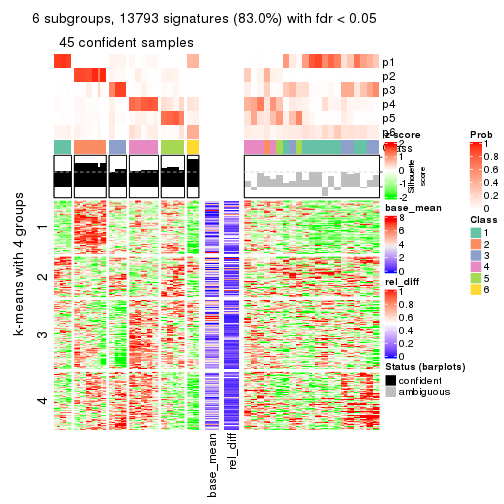 6 subgroups, 13793 signatures (83.0%) with fdr < 0.05
45 confident samples
p1
p2
p3
p4
p5
p6
Class
z-score
2
1
0
-1
-2
Silhouette
score
base_mean
8
6
4
2
0
rel_diff
1
0.8
0.6
0.4
0.2
0
Status (barplots)
confident
ambiguous
Prob
1
0.8
0.6
0.4
0.2
0
Class
1
2
3
4
5
6
k-means with 4 groups
1
2
3
4
base_mean
rel_diff